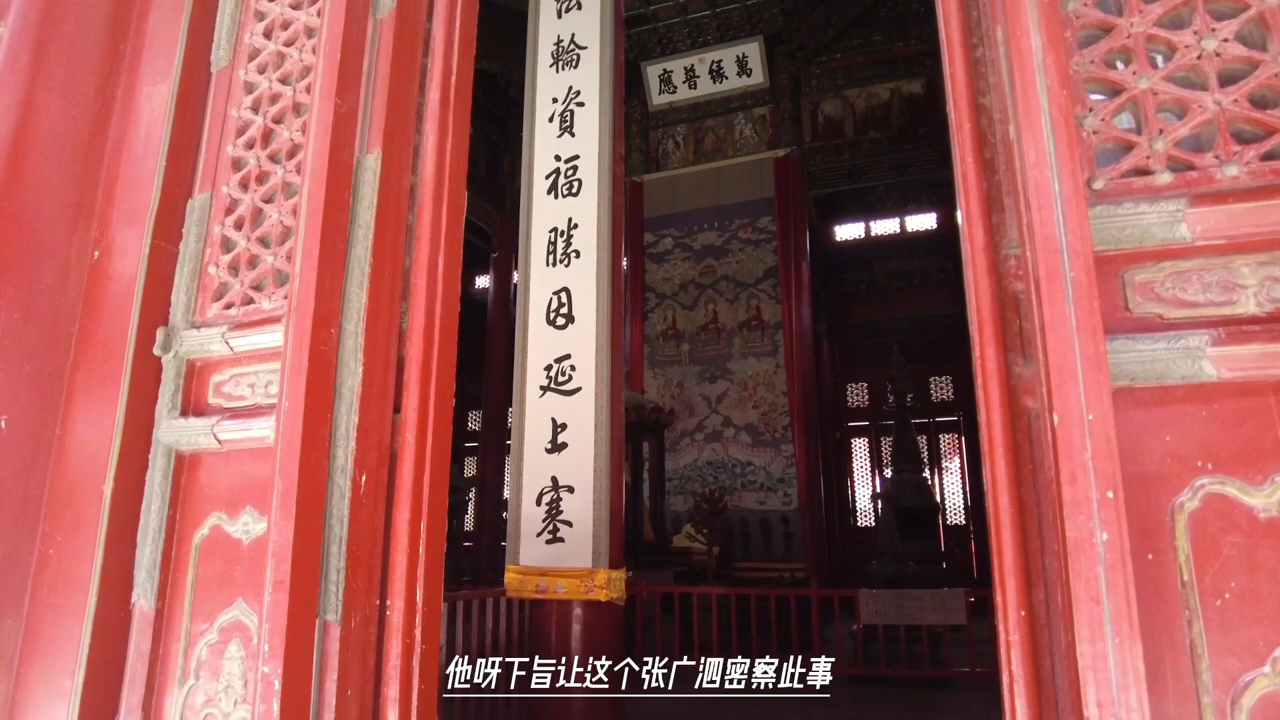 法輪資福勝因延上塞
應普緣萬
他呀下旨让这个张广泗密察此事